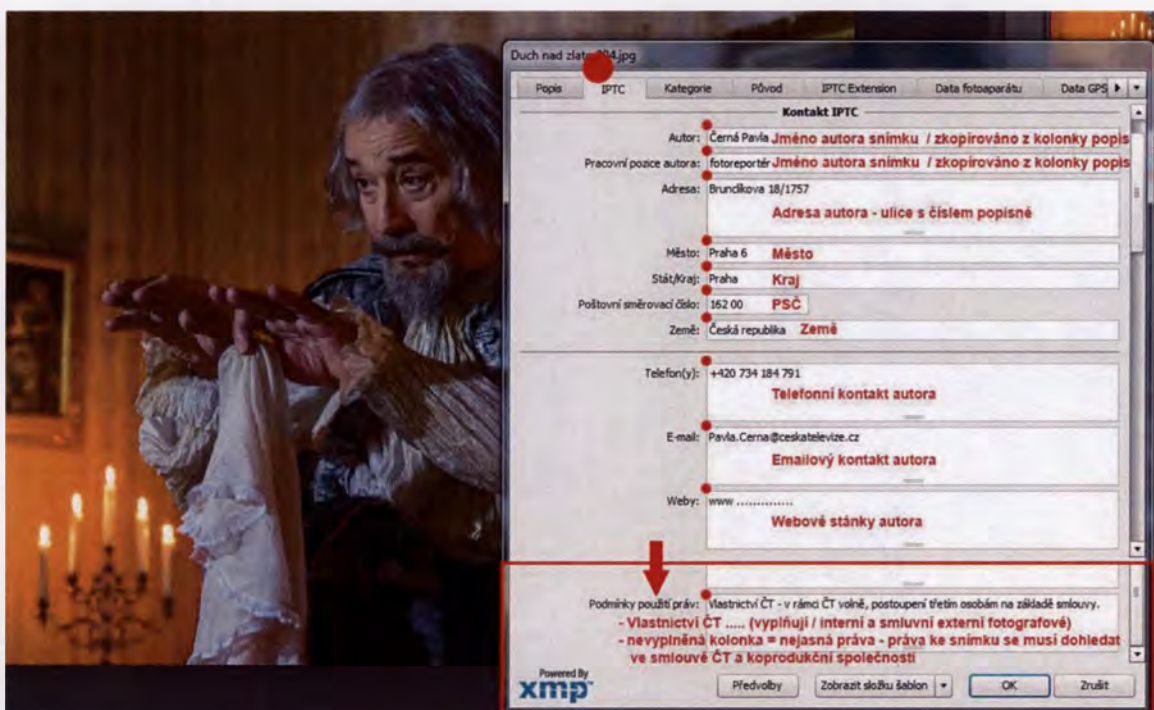 Duch nad zlato 004.jpg
Popis IPTC Kategorie Původ IPTC Extension Data fotoaparátu Data GPS
Kontakt IPTC
Autor: Černá Pavla Jméno autora snímku / zkopírováno z kolonky popis
Pracovní pozice autora: fotoreportér Jméno autora snímku / zkopírováno z kolonky popis
Adresa: Brunclíkova 18/1757
Adresa autora - ulice s číslem popisné
Město: Praha 6 Město
Stát/Kraj: Praha Kraj
Poštovní směrovací číslo: 162 00 PSČ
Země: Česká republika Země
Telefon(y): +420 734 184 791
Telefonní kontakt autora
E-mail: Pavla.Cerna@ceskatelevize.cz
Emailový kontakt autora
Weby: www ..............
Webové stánky autora
Podmínky použití práv: Vlastnictví ČT - v rámci ČT volně, postoupení třetím osobám na základě smlouvy.
- Vlastnictví ČT ..... (vyplňují / interní a smluvní externí fotografové)
- nevyplněná kolonka = nejasná práva - práva ke snímku se musí dohledat
ve smlouvě ČT a koprodukční společností
Powered By
xmp
Předvolby Zobrazit složku šablon OK Zrušit